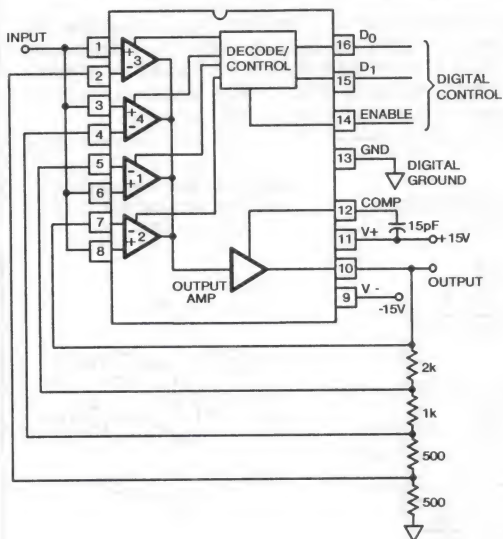 INPUT
1
2
3
4
5
6
7
8
+
-
3
+
-
4
-
+
1
-
+
2
DECODE/
CONTROL
OUTPUT
AMP
16
D0
15
D1
14
ENABLE
DIGITAL
CONTROL
13
GND
DIGITAL
GROUND
12
COMP
15pF
11
V+
+15V
10
OUTPUT
9
V -
-15V
2k
1k
500
500